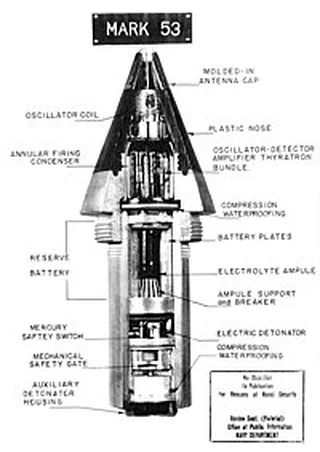 MARK 53
MOLDED-IN
ANTENNA CAP
OSCILLATOR COIL
PLASTIC NOSE
ANNULAR FIRING
CONDENSER
OSCILLATOR-DETECTOR
AMPLIFIER THYRATRON
BUNDLE.
COMPRESSION
WATERPROOFING
BATTERY PLATES
RESERVE
BATTERY
ELECTROLYTE AMPULE
AMPULE SUPPORT
and BREAKER
MERCURY
SAFTEY SWITCH
ELECTRIC DETONATOR
COMPRESSION
WATERPROOFING
MECHANICAL
SAFETY GATE
AUXILIARY
DETONATER
HOUSING
No Objection
to Publication
For Reasons of Naval Security
Review Sect. (Pictorial)
Office of Public Information
NAVY DEPARTMENT